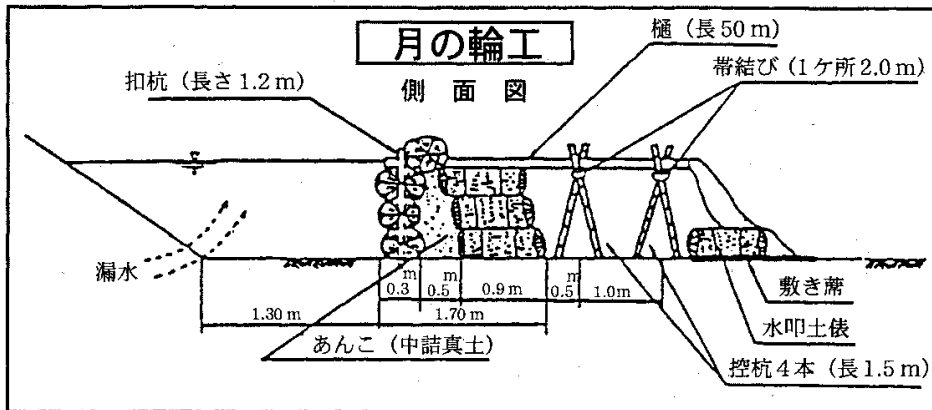 月の輪工
側面図
樋 (長50m)
帯結び (1ケ所2.0m)
扣杭 (長さ1.2m)
漏水
m
0.3
m
0.5
0.9m
m
0.5
1.0m
1.30m
1.70m
あんこ (中詰真土)
敷き蓆
水叩土俵
控杭4本 (長1.5m)